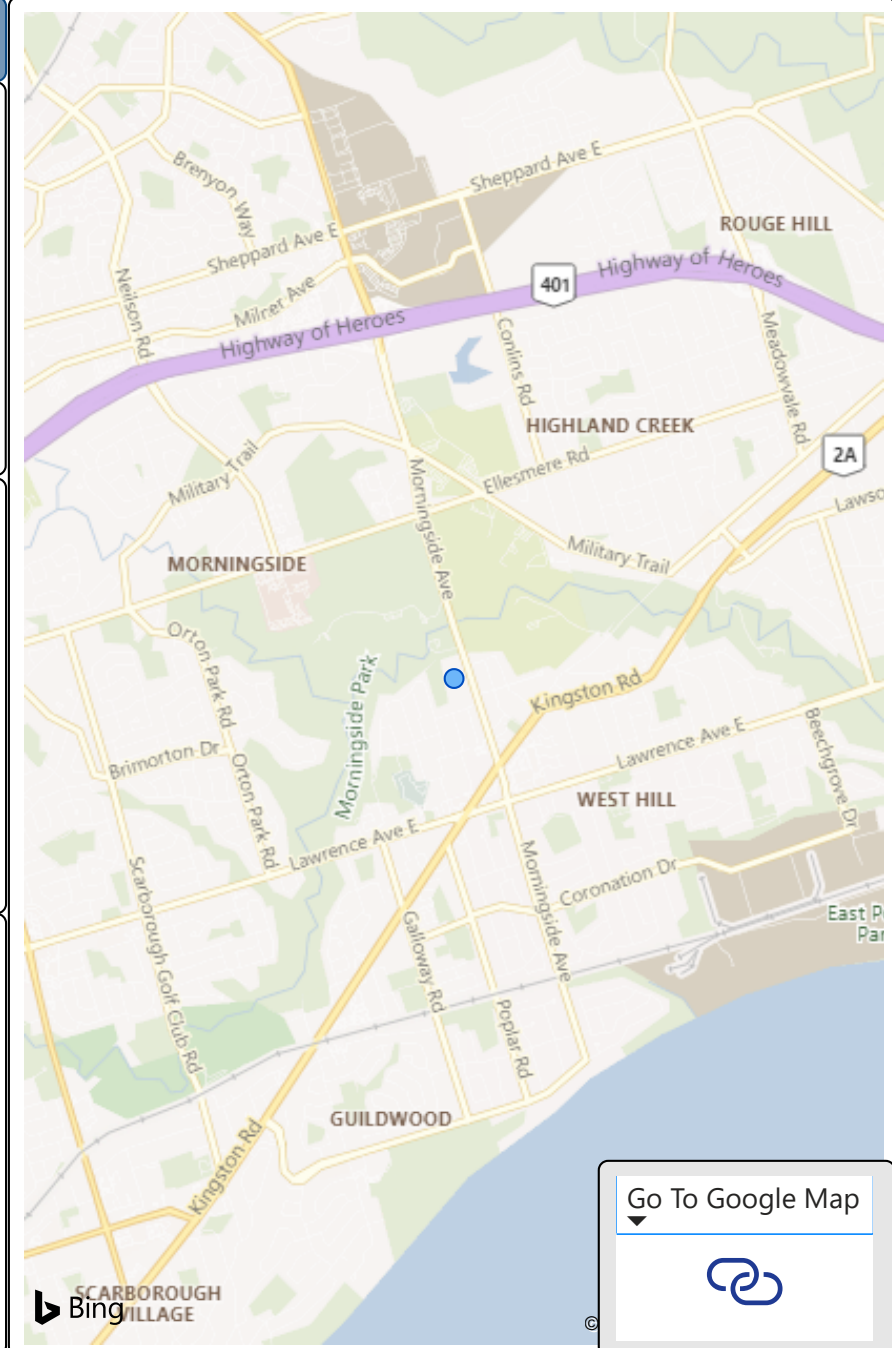 Sheppard Ave E
Brenyon Way
ROUGE HILL
Sheppard Ave E
Highway of Heroes
401
Neilson Rd
Milner Ave
Highway of Heroes
Conlins Rd
Meadowvale Rd
HIGHLAND CREEK
2A
Military Trail
Ellesmere Rd
Morningside Ave
Lawso
Military Trail
MORNINGSIDE
Orton Park Rd
Morningside Park
Kingston Rd
Brimorton Dr
Orton Park Rd
Lawrence Ave E
Beechgrove Dr
WEST HILL
Lawrence Ave E
Scarborough Golf Club Rd
Morningside Ave
Coronation Dr
Galloway Rd
East P
Par
Poplar Rd
GUILDWOOD
Kingston Rd
Go To Google Map
SCARBOROUGH
VILLAGE
Bing
©